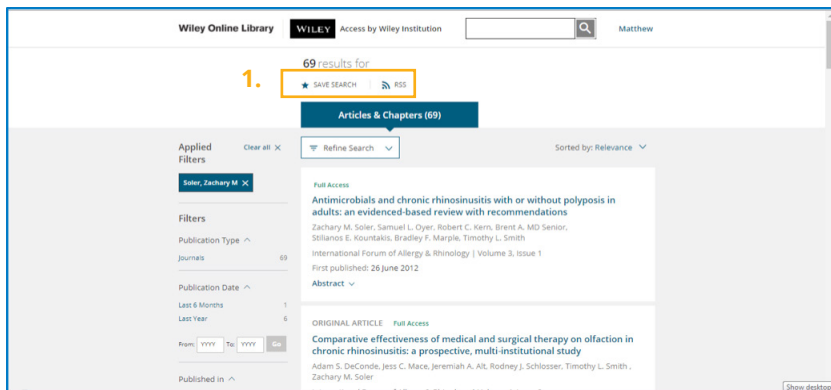 Wiley Online Library WILEY Access by Wiley Institution Matthew
69 results for
1.
SAVE SEARCH RSS
Articles & Chapters (69)
Applied Filters Clear all X
Refine Search
Sorted by: Relevance
Soler, Zachary M X
Full Access
Antimicrobials and chronic rhinosinusitis with or without polyposis in
adults: an evidenced-based review with recommendations
Zachary M. Soler, Samuel L. Oyer, Robert C. Kern, Brent A. MD Senior,
Stilianos E. Kountakis, Bradley F. Marple, Timothy L. Smith
International Forum of Allergy & Rhinology | Volume 3, Issue 1
First published: 26 June 2012
Abstract
Filters
Publication Type
Journals 69
Publication Date
Last 6 Months 1
Last Year 6
From: YYYY To: YYYY Go
Published in
ORIGINAL ARTICLE Full Access
Comparative effectiveness of medical and surgical therapy on olfaction in
chronic rhinosinusitis: a prospective, multi-institutional study
Adam S. DeConde, Jess C. Mace, Jeremiah A. Alt, Rodney J. Schlosser, Timothy L. Smith ,
Zachary M. Soler
Show desktop